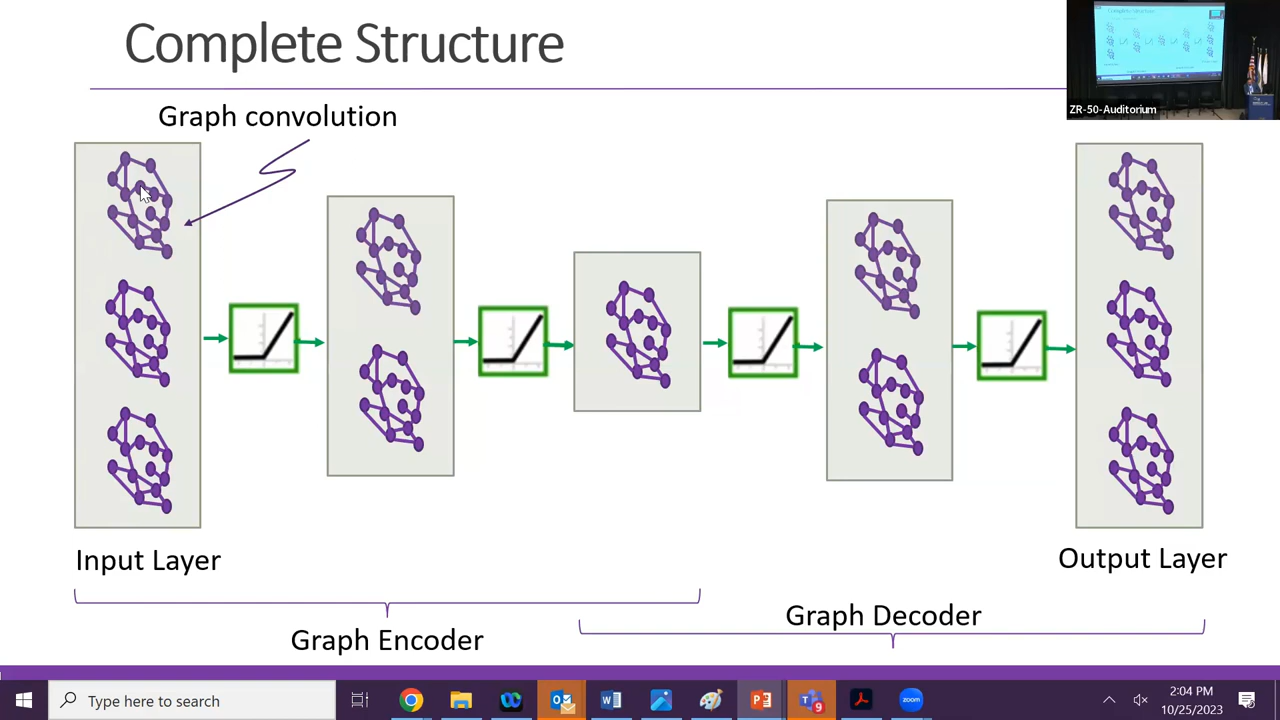 Complete Structure
ZR-50-Auditorium
Graph convolution
Input Layer
Output Layer
Graph Encoder
Graph Decoder
Type here to search
9
2:04 PM
10/25/2023